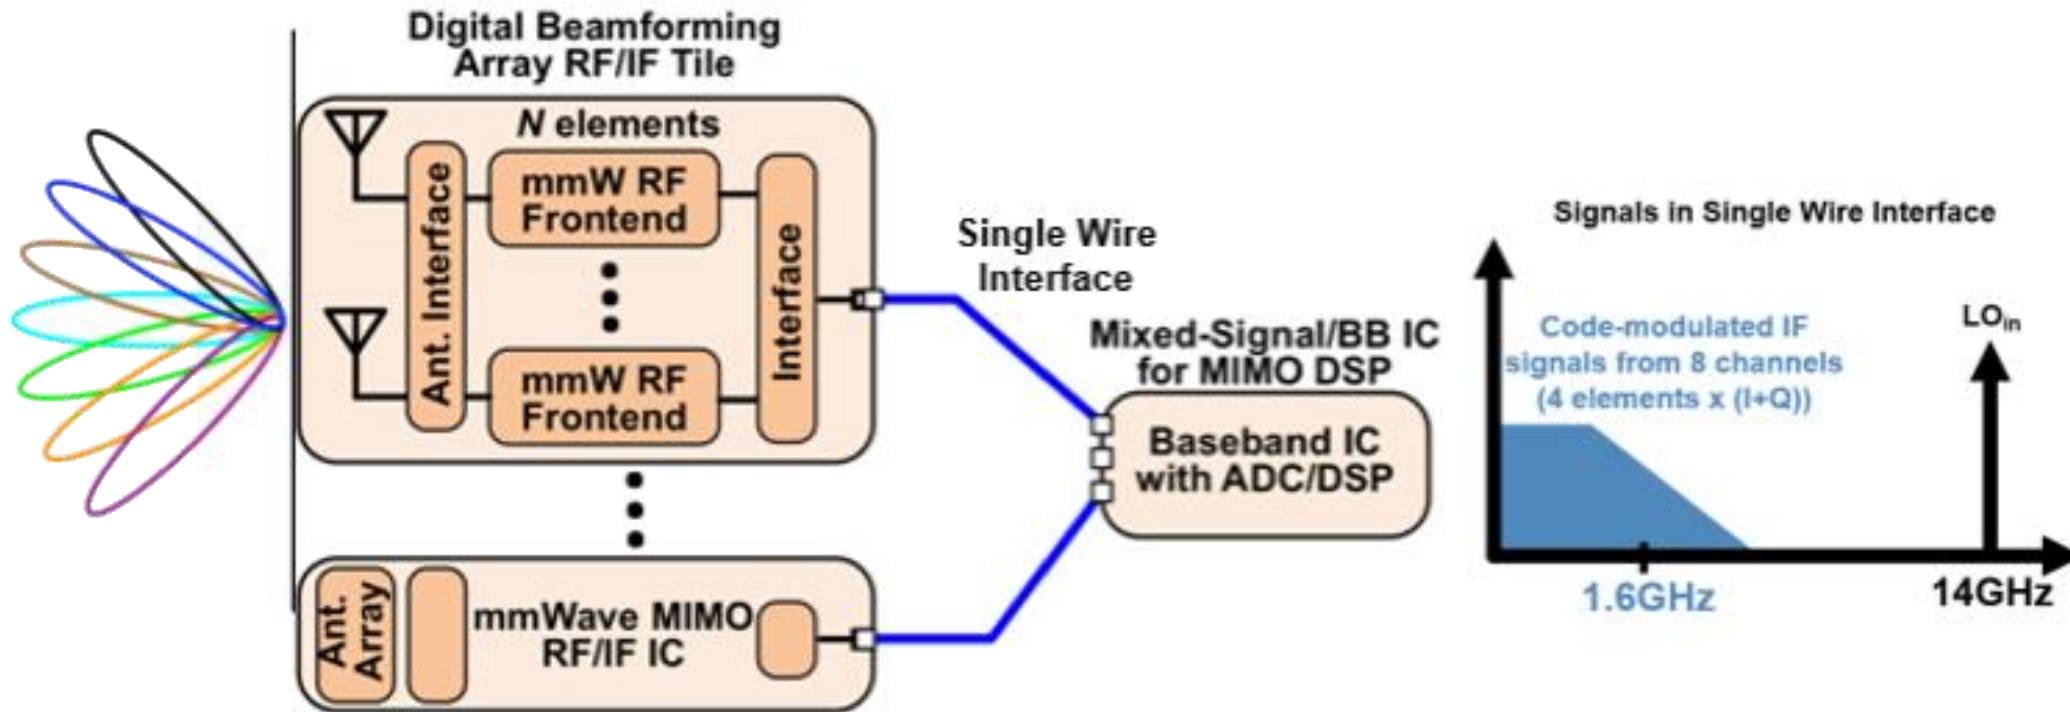 Digital Beamforming
Array RF/IF Tile
N elements
Ant. Interface
mmW RF
Frontend
mmW RF
Frontend
Interface
Single Wire
Interface
Mixed-Signal/BB IC
for MIMO DSP
Baseband IC
with ADC/DSP
Ant.
Array
mmWave MIMO
RF/IF IC
Signals in Single Wire Interface
Code-modulated IF
signals from 8 channels
(4 elements x (I+Q))
LOin
1.6GHz
14GHz